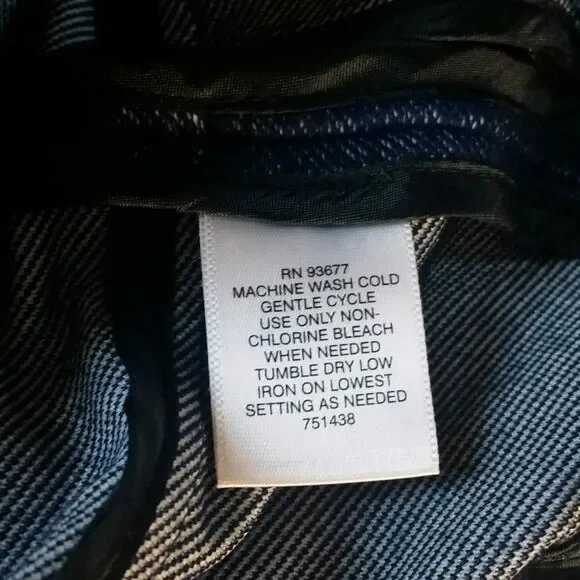 RN 93677
MACHINE WASH COLD
GENTLE CYCLE
USE ONLY NON-
CHLORINE BLEACH
WHEN NEEDED
TUMBLE DRY LOW
IRON ON LOWEST
SETTING AS NEEDED
751438